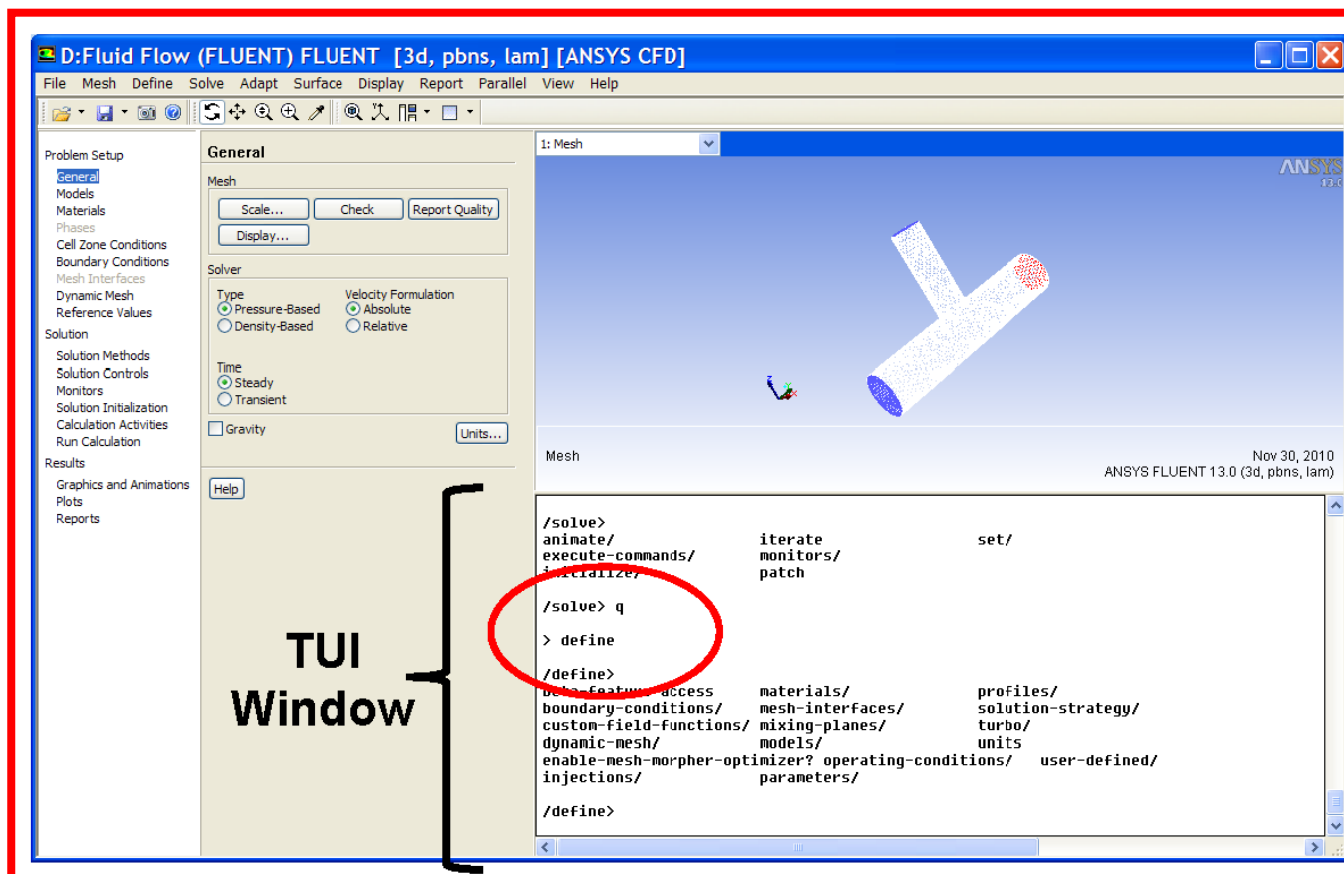 D:Fluid Flow (FLUENT) FLUENT [3d, pbns, lam] [ANSYS CFD]
File Mesh Define Solve Adapt Surface Display Report Parallel View Help
Problem Setup
General
Models
Materials
Phases
Cell Zone Conditions
Boundary Conditions
Mesh Interfaces
Dynamic Mesh
Reference Values
Solution
Solution Methods
Solution Controls
Monitors
Solution Initialization
Calculation Activities
Run Calculation
Results
Graphics and Animations
Plots
Reports
General
Mesh
Scale... Check Report Quality
Display...
Solver
Type Velocity Formulation
Pressure-Based Absolute
Density-Based Relative
Time
Steady
Transient
Gravity Units...
Help
TUI
Window
1: Mesh
ANSYS
13.0
Z Y X
Mesh Nov 30, 2010
ANSYS FLUENT 13.0 (3d, pbns, lam)
/solve>
animate/ iterate set/
execute-commands/ monitors/
initialize/ patch
/solve> q
> define
/define>
beta-feature-access materials/ profiles/
boundary-conditions/ mesh-interfaces/ solution-strategy/
custom-field-functions/ mixing-planes/ turbo/
dynamic-mesh/ models/ units
enable-mesh-morpher-optimizer? operating-conditions/ user-defined/
injections/ parameters/
/define>